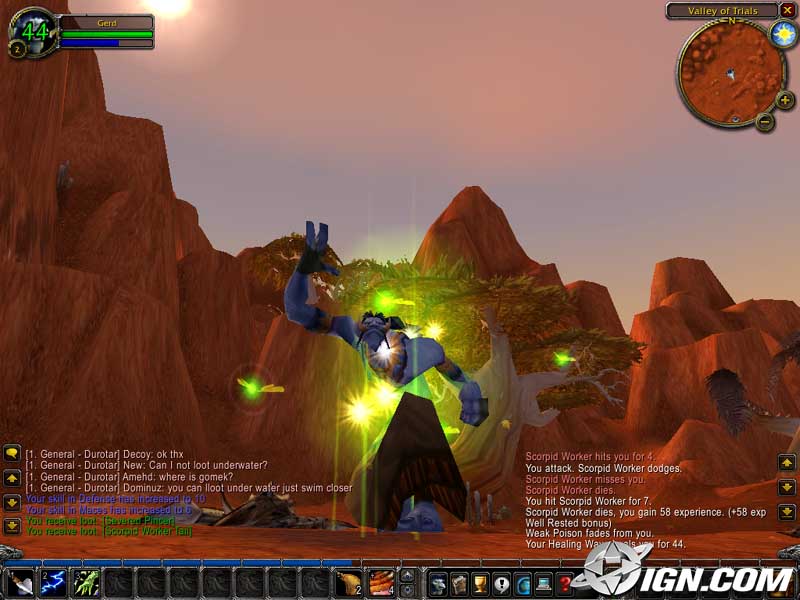 Gerd
44
2
Valley of Trials
N
[1. General - Durotar] Decoy: ok thx
[1. General - Durotar] New: Can I not loot underwater?
[1. General - Durotar] Amehd: where is gomek?
[1. General - Durotar] Dominuz: you can lloot under water just swim closer
Your skill in Defense has increased to 10
Your skill in Maces has increased to 6
You receive loot: [Severed Pincer]
You receive loot: [Scorpid Worker Tail]
Scorpid Worker hits you for 4.
You attack. Scorpid Worker dodges.
Scorpid Worker misses you.
Scorpid Worker dies.
You hit Scorpid Worker for 7.
Scorpid Worker dies, you gain 58 experience. (+58 exp
Well Rested bonus)
Weak Poison fades from you.
Your Healing Wave heals you for 44.
2
4
IGN.COM